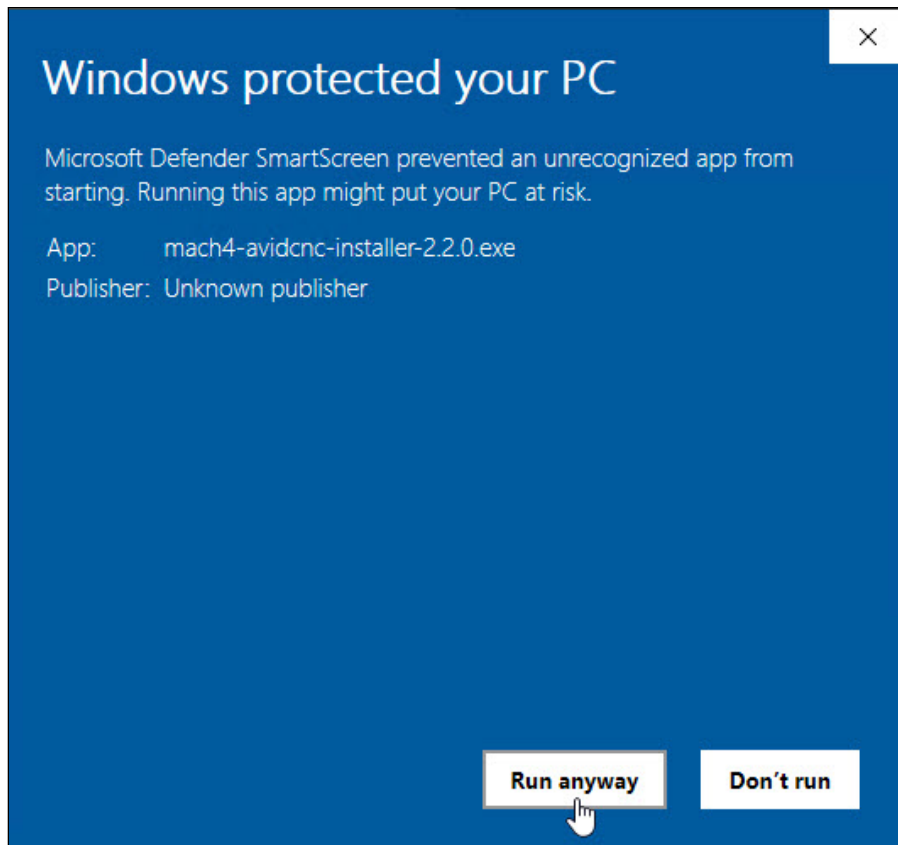 Windows protected your PC
Microsoft Defender SmartScreen prevented an unrecognized app from
starting. Running this app might put your PC at risk.
App: mach4-avidcnc-installer-2.2.0.exe
Publisher: Unknown publisher
Run anyway Don't run